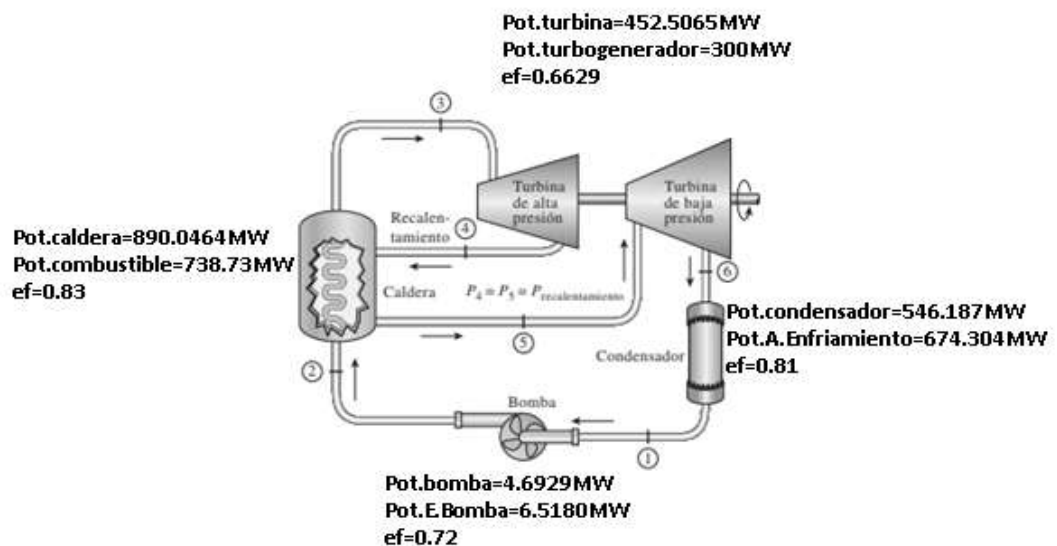 Pot.turbina=452.5065MW
Pot.turbogenerador=300MW
ef=0.6629
3
Turbina
de alta
presión
Turbina
de baja
presión
Recalen-
tamiento
4
Pot.caldera=890.0464MW
Pot.combustible=738.73MW
ef=0.83
Caldera
P4 = P5 = Precalentamiento
6
5
Pot.condensador=546.187MW
Pot.A.Enfriamiento=674.304MW
ef=0.81
Condensador
2
Bomba
1
Pot.bomba=4.6929MW
Pot.E.Bomba=6.5180MW
ef=0.72